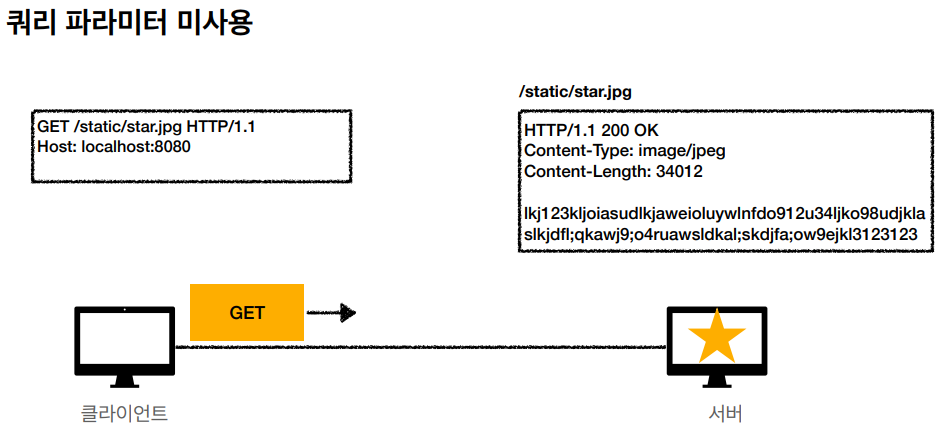 쿼리 파라미터 미사용
GET /static/star.jpg HTTP/1.1
Host: localhost:8080
/static/star.jpg
HTTP/1.1 200 OK
Content-Type: image/jpeg
Content-Length: 34012
lkj123kljoiasudlkjaweioluywlnfdo912u34ljko98udjkla
slkjdfl;qkawj9;o4ruawsldkal;skdjfa;ow9ejkl3123123
GET
클라이언트
서버